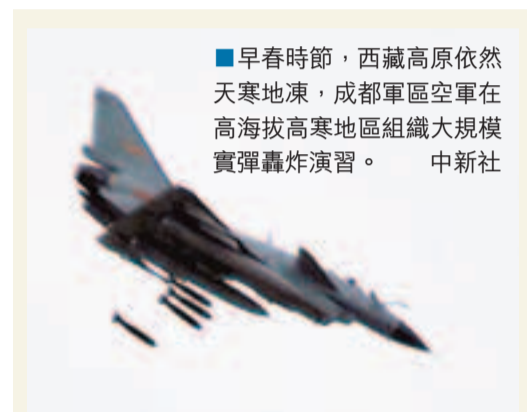 ■早春時節，西藏高原依然
天寒地凍，成都軍區空軍在
高海拔高寒地區組織大規模
實彈轟炸演習。 中新社